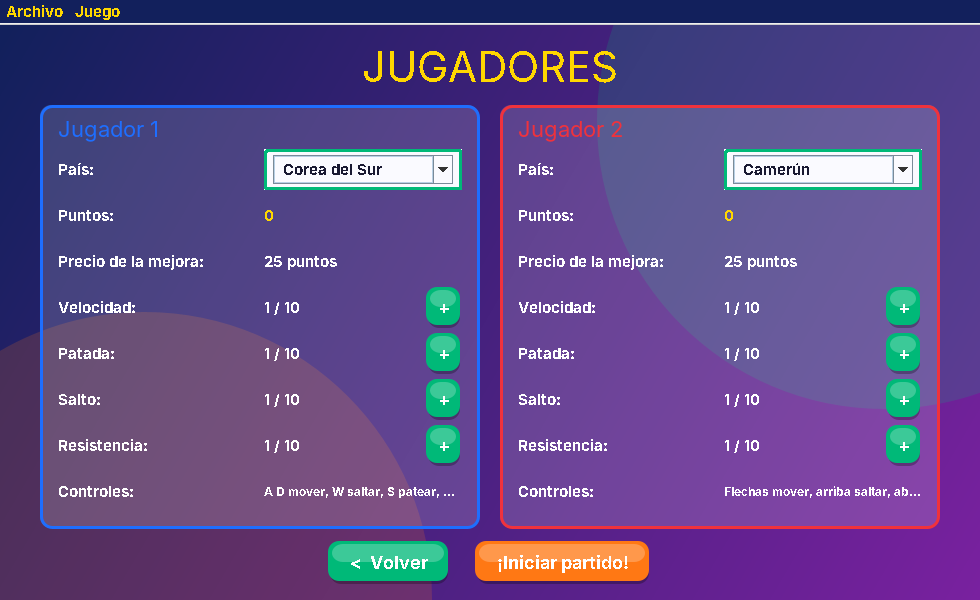 Archivo Juego
JUGADORES
Jugador 1
País: Corea del Sur
Puntos: 0
Precio de la mejora: 25 puntos
Velocidad: 1 / 10 +
Patada: 1 / 10 +
Salto: 1 / 10 +
Resistencia: 1 / 10 +
Controles: A D mover, W saltar, S patear, ...
Jugador 2
País: Camerún
Puntos: 0
Precio de la mejora: 25 puntos
Velocidad: 1 / 10 +
Patada: 1 / 10 +
Salto: 1 / 10 +
Resistencia: 1 / 10 +
Controles: Flechas mover, arriba saltar, ab...
< Volver
¡Iniciar partido!